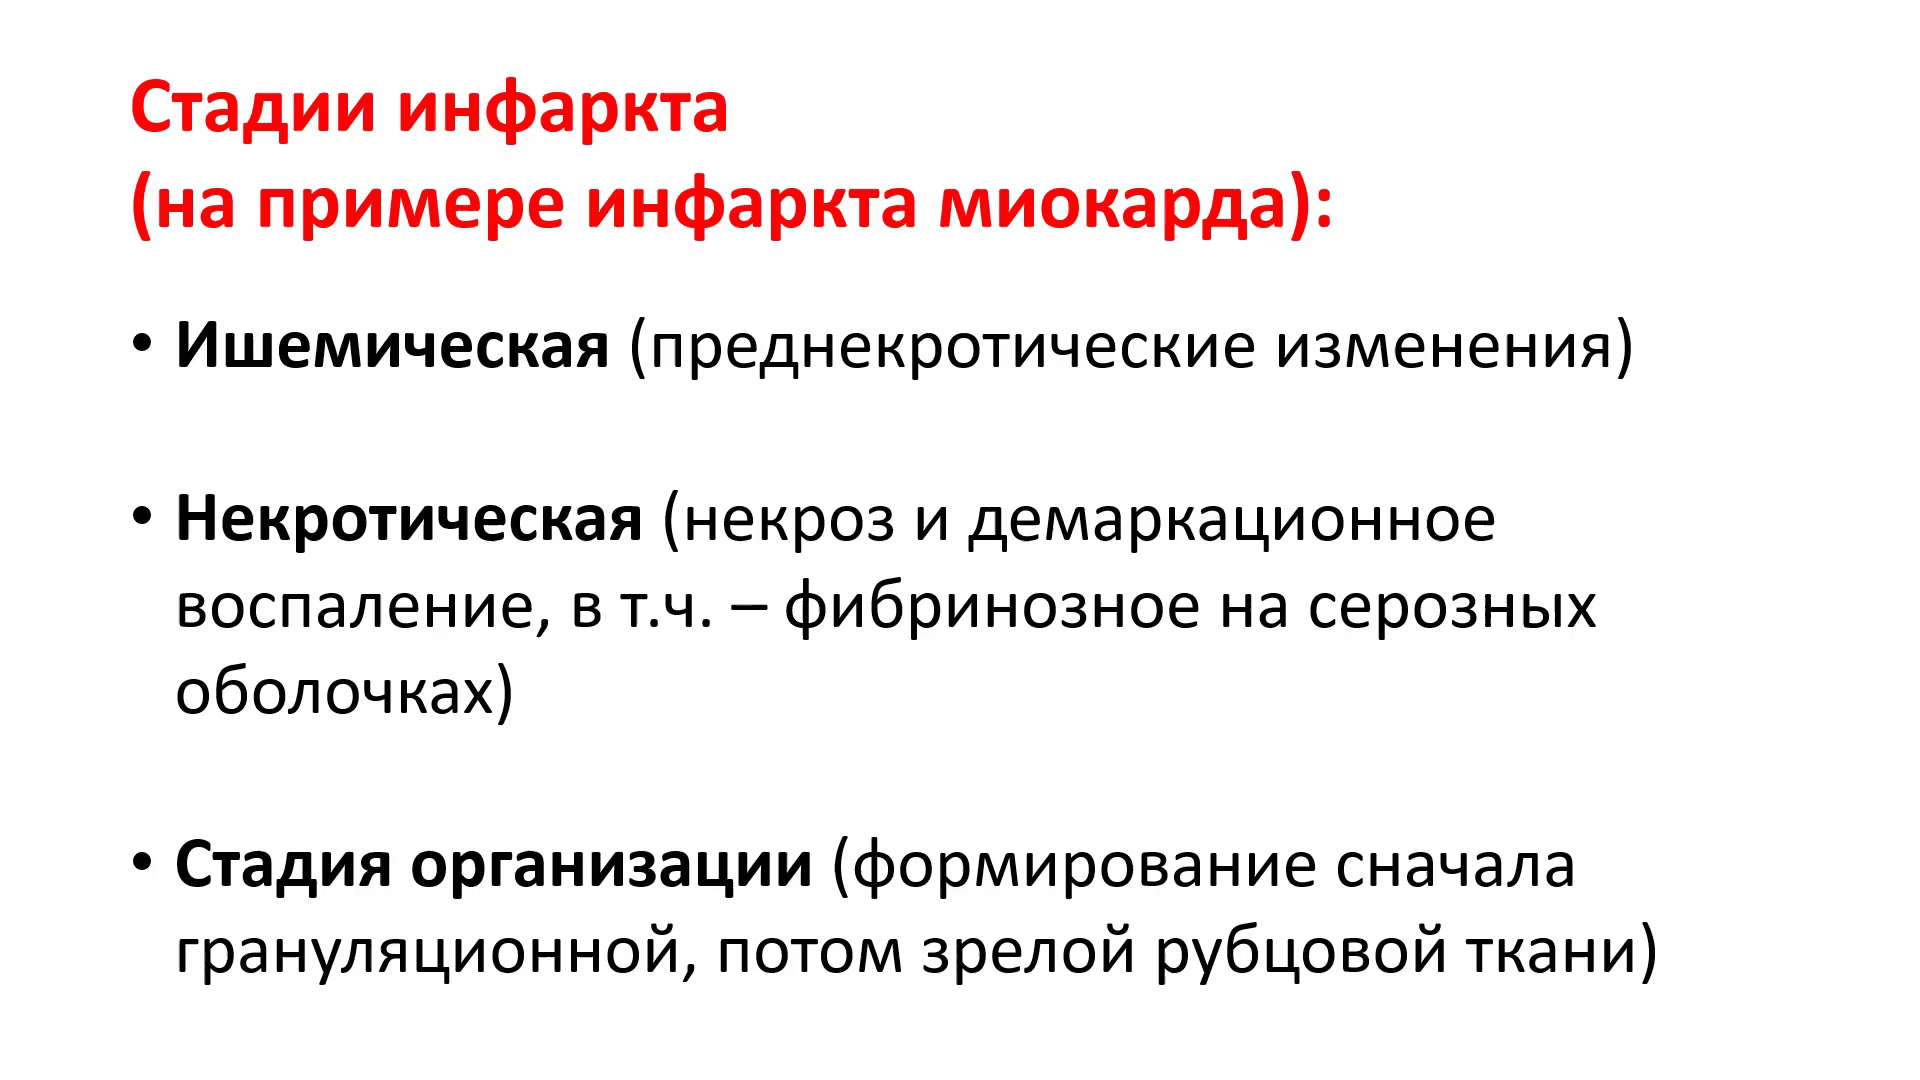 Стадии инфаркта
(на примере инфаркта миокарда):
• Ишемическая (преднекротические изменения)
• Некротическая (некроз и демаркационное
воспаление, в т.ч. – фибринозное на серозных
оболочках)
• Стадия организации (формирование сначала
грануляционной, потом зрелой рубцовой ткани)